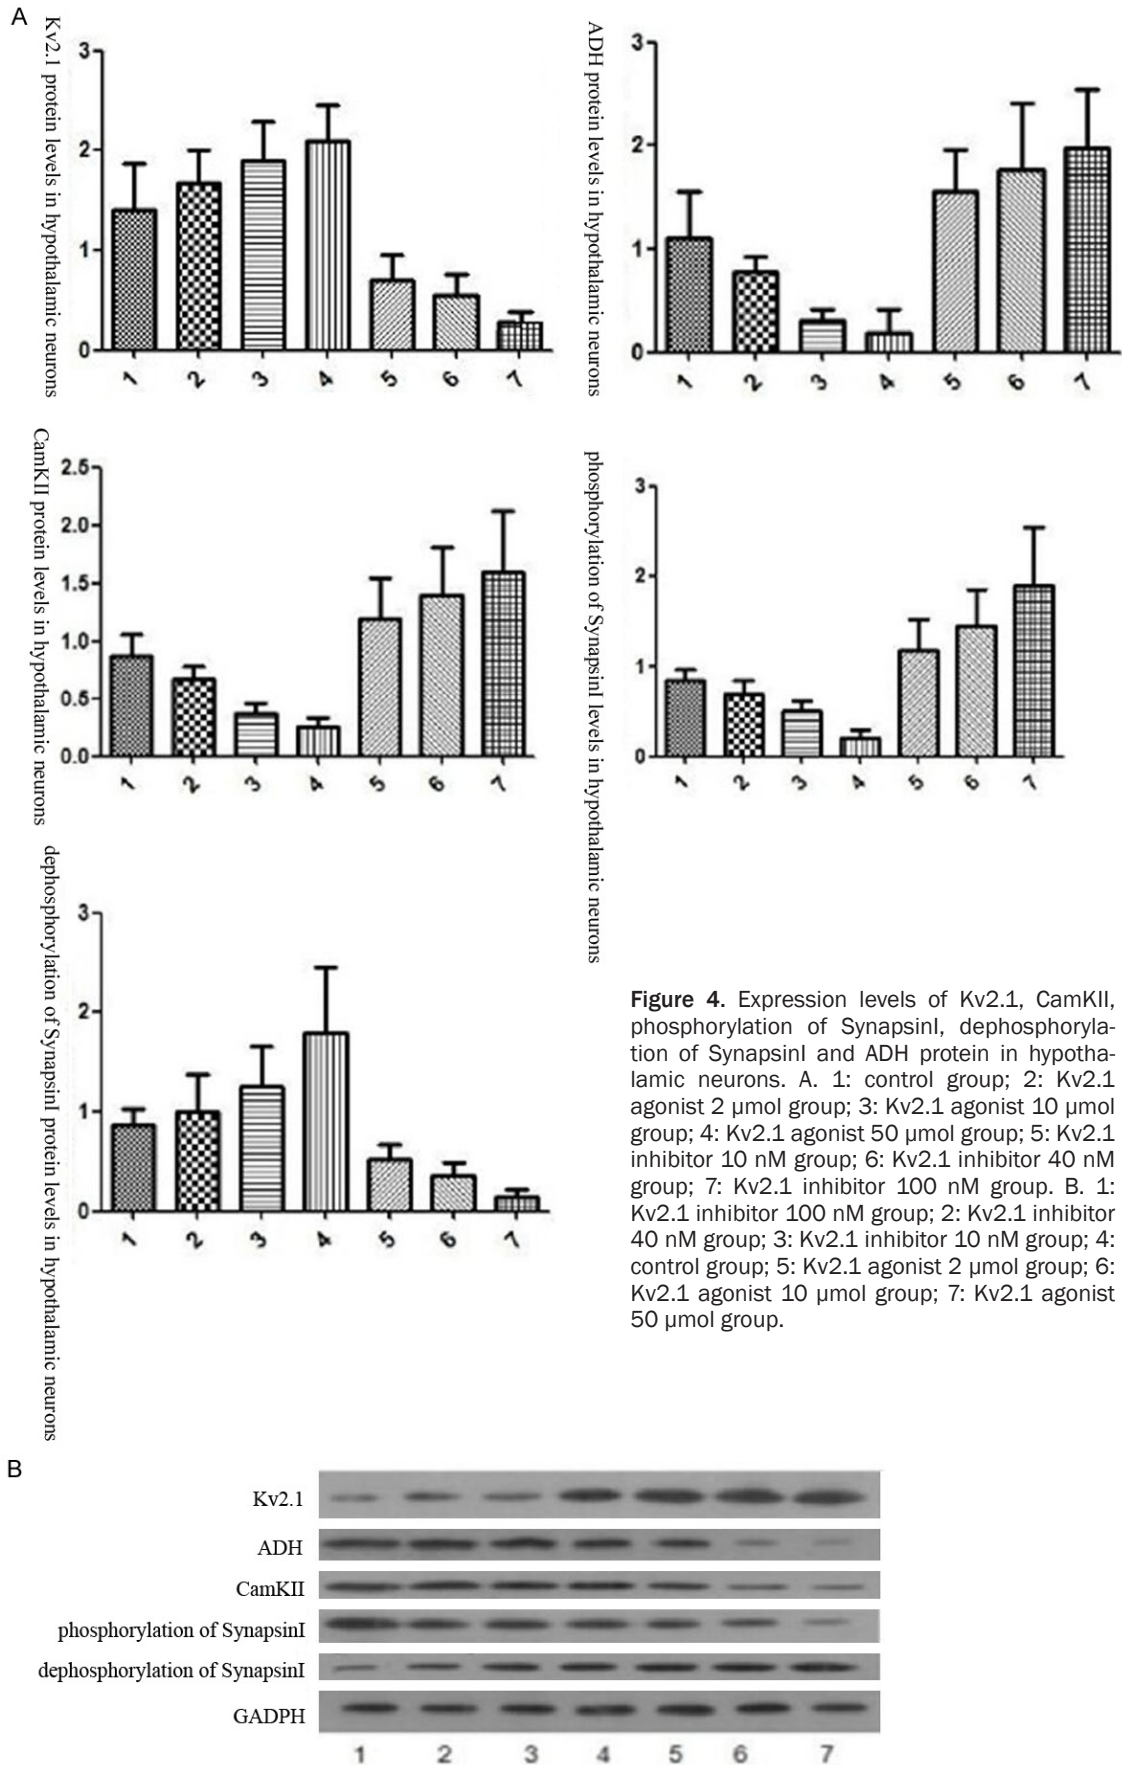 A
Kv2.1 protein levels in hypothalamic neurons
3
2
1
0
1 2 3 4 5 6 7
ADH protein levels in hypothalamic neurons
3
2
1
0
1 2 3 4 5 6 7
CamKII protein levels in hypothalamic neurons
2.5
2.0
1.5
1.0
0.5
0.0
1 2 3 4 5 6 7
phosphorylation of SynapsinI levels in hypothalamic neurons
3
2
1
0
1 2 3 4 5 6 7
dephosphorylation of SynapsinI protein levels in hypothalamic neurons
3
2
1
0
1 2 3 4 5 6 7
Figure 4. Expression levels of Kv2.1, CamKII,
phosphorylation of SynapsinI, dephosphoryla-
tion of SynapsinI and ADH protein in hypotha-
lamic neurons. A. 1: control group; 2: Kv2.1
agonist 2 µmol group; 3: Kv2.1 agonist 10 µmol
group; 4: Kv2.1 agonist 50 µmol group; 5: Kv2.1
inhibitor 10 nM group; 6: Kv2.1 inhibitor 40 nM
group; 7: Kv2.1 inhibitor 100 nM group. B. 1:
Kv2.1 inhibitor 100 nM group; 2: Kv2.1 inhibitor
40 nM group; 3: Kv2.1 inhibitor 10 nM group; 4:
control group; 5: Kv2.1 agonist 2 µmol group; 6:
Kv2.1 agonist 10 µmol group; 7: Kv2.1 agonist
50 µmol group.
B
Kv2.1
ADH
CamKII
phosphorylation of SynapsinI
dephosphorylation of SynapsinI
GADPH
1 2 3 4 5 6 7